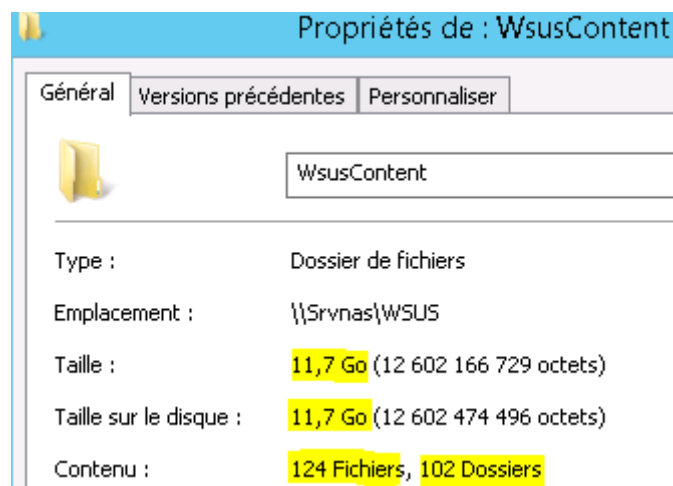 Propriétés de : WsusContent
Général Versions précédentes Personnaliser
WsusContent
Type : Dossier de fichiers
Emplacement : \\Srvnas\WSUS
Taille : 11,7 Go (12 602 166 729 octets)
Taille sur le disque : 11,7 Go (12 602 474 496 octets)
Contenu : 124 Fichiers, 102 Dossiers